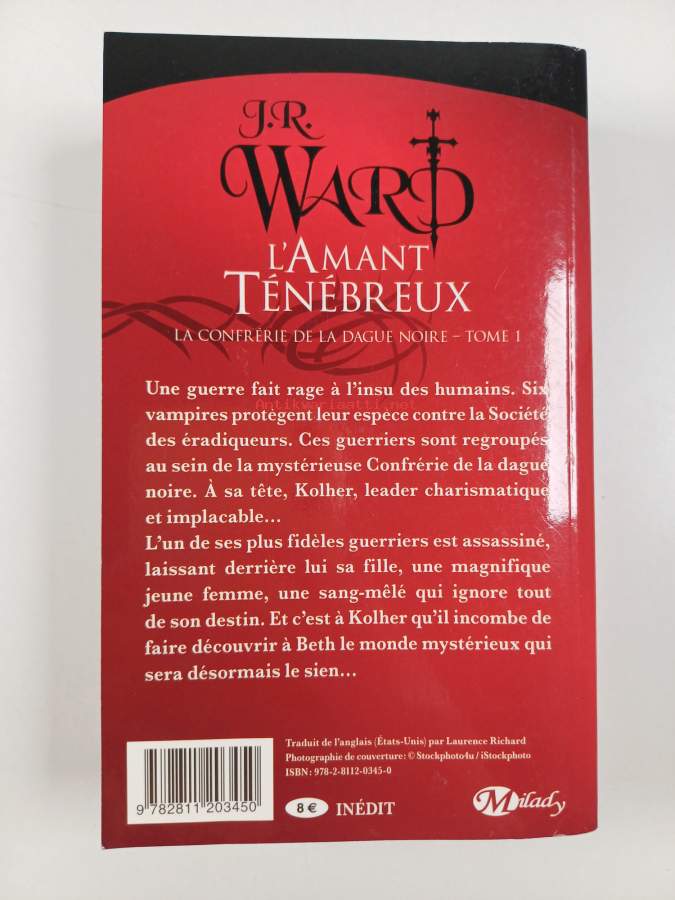 J.R.
WARD
L'AMANT
TÉNÉBREUX
LA CONFRÉRIE DE LA DAGUE NOIRE – TOME 1
Une guerre fait rage à l'insu des humains. Six
vampires protègent leur espèce contre la Société
Antikvariaatti.net
des éradiqueurs. Ces guerriers sont regroupés
au sein de la mystérieuse Confrérie de la dague
noire. À sa tête, Kolher, leader charismatique
et implacable...
L'un de ses plus fidèles guerriers est assassiné,
laissant derrière lui sa fille, une magnifique
jeune femme, une sang-mêlé qui ignore tout
de son destin. Et c'est à Kolher qu'il incombe de
faire découvrir à Beth le monde mystérieux qui
sera désormais le sien...
Traduit de l'anglais (États-Unis) par Laurence Richard
Photographie de couverture : © Stockphoto4u / iStockphoto
ISBN : 978-2-8112-0345-0
9 782811 203450
8 €
INÉDIT
Milady